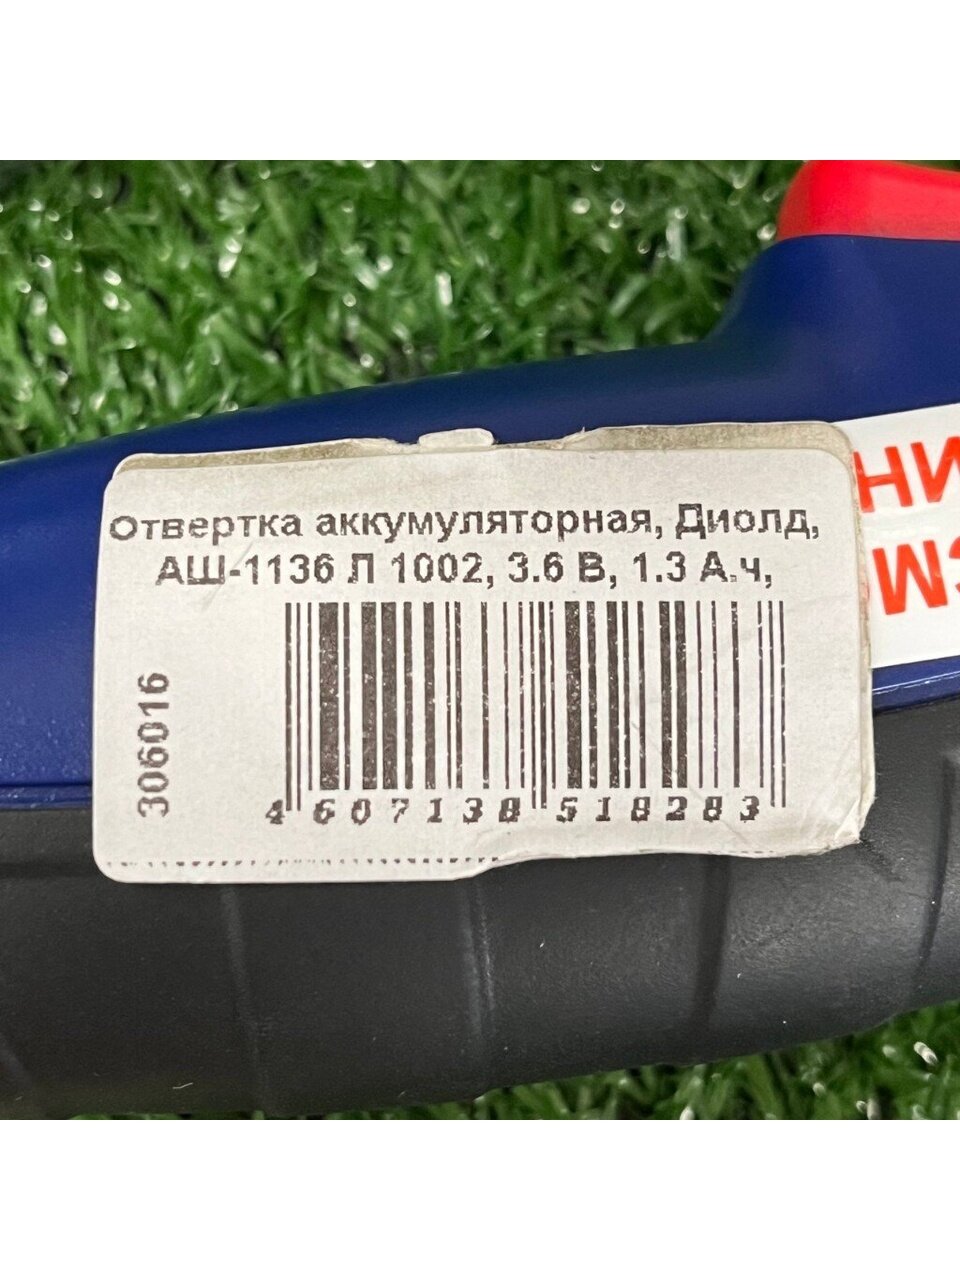 Отвертка аккумуляторная, Диолд,
АШ-1136 Л 1002, 3.6 В, 1.3 А.ч,
306016
4 607138 518283